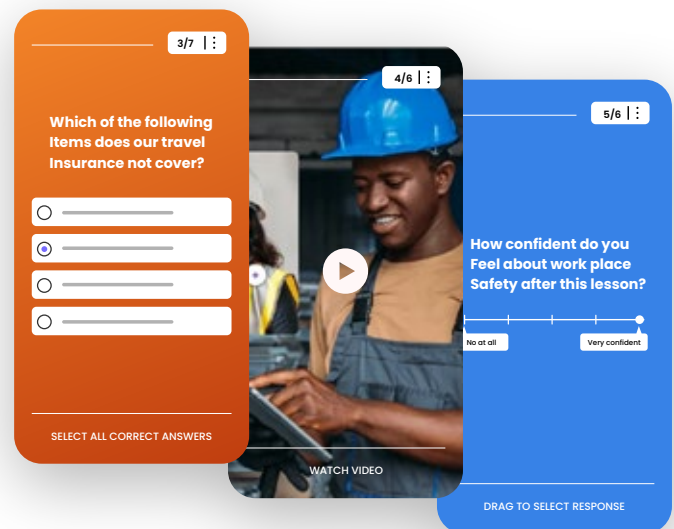 3/7
Which of the following
Items does our travel
Insurance not cover?
SELECT ALL CORRECT ANSWERS
4/6
WATCH VIDEO
5/6
How confident do you
Feel about work place
Safety after this lesson?
No at all
Very confident
DRAG TO SELECT RESPONSE